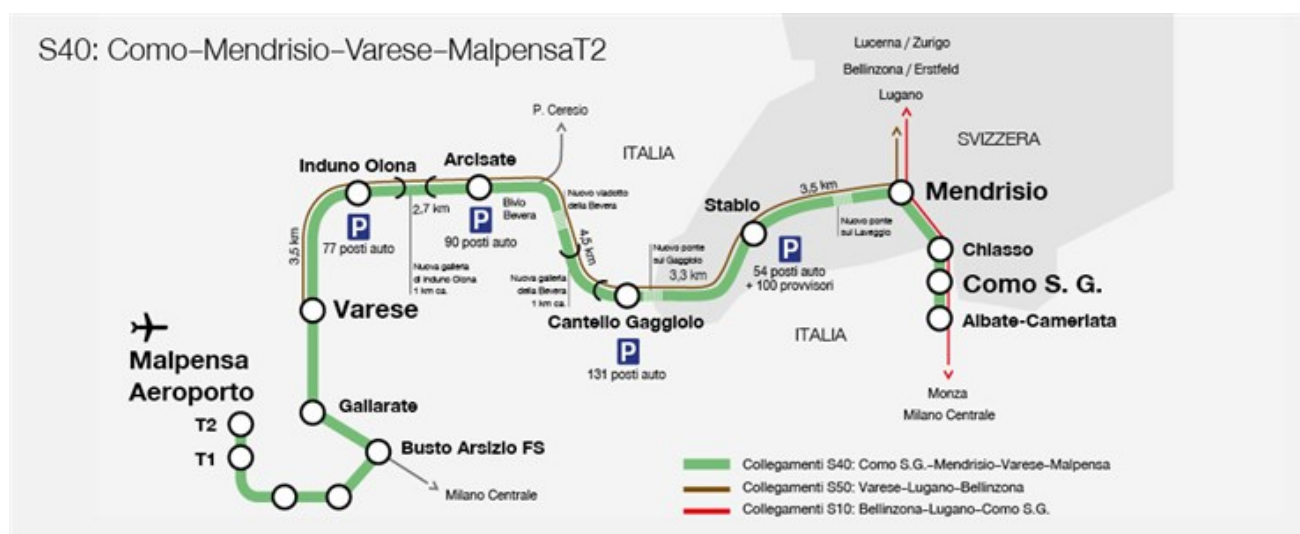 S40: Como–Mendrisio–Varese–MalpensaT2
Lucerna / Zurigo
Bellinzona / Erstfeld
Lugano
P. Ceresio
ITALIA
SVIZZERA
Induno Olona
Arcisate
Mendrisio
P
77 posti auto
2,7 km
P
90 posti auto
Bivio
Bevera
Nuovo viadotto
della Bevera
4,5 km
Stabio
3,5 km
Nuovo ponte
sul Laveggio
3,5 km
Nuova galleria
di Induno Olona
1 km ca.
Nuova galleria
della Bevera
1 km ca.
Nuovo ponte
sul Gaggiolo
3,3 km
P
54 posti auto
+ 100 provvisori
Chiasso
Como S. G.
Albate-Camerlata
Varese
Cantello Gaggiolo
P
131 posti auto
ITALIA
Malpensa
Aeroporto
T2
T1
Gallarate
Busto Arsizio FS
Milano Centrale
Monza
Milano Centrale
Collegamenti S40: Como S.G.–Mendrisio–Varese–Malpensa
Collegamenti S50: Varese–Lugano–Bellinzona
Collegamenti S10: Bellinzona–Lugano–Como S.G.